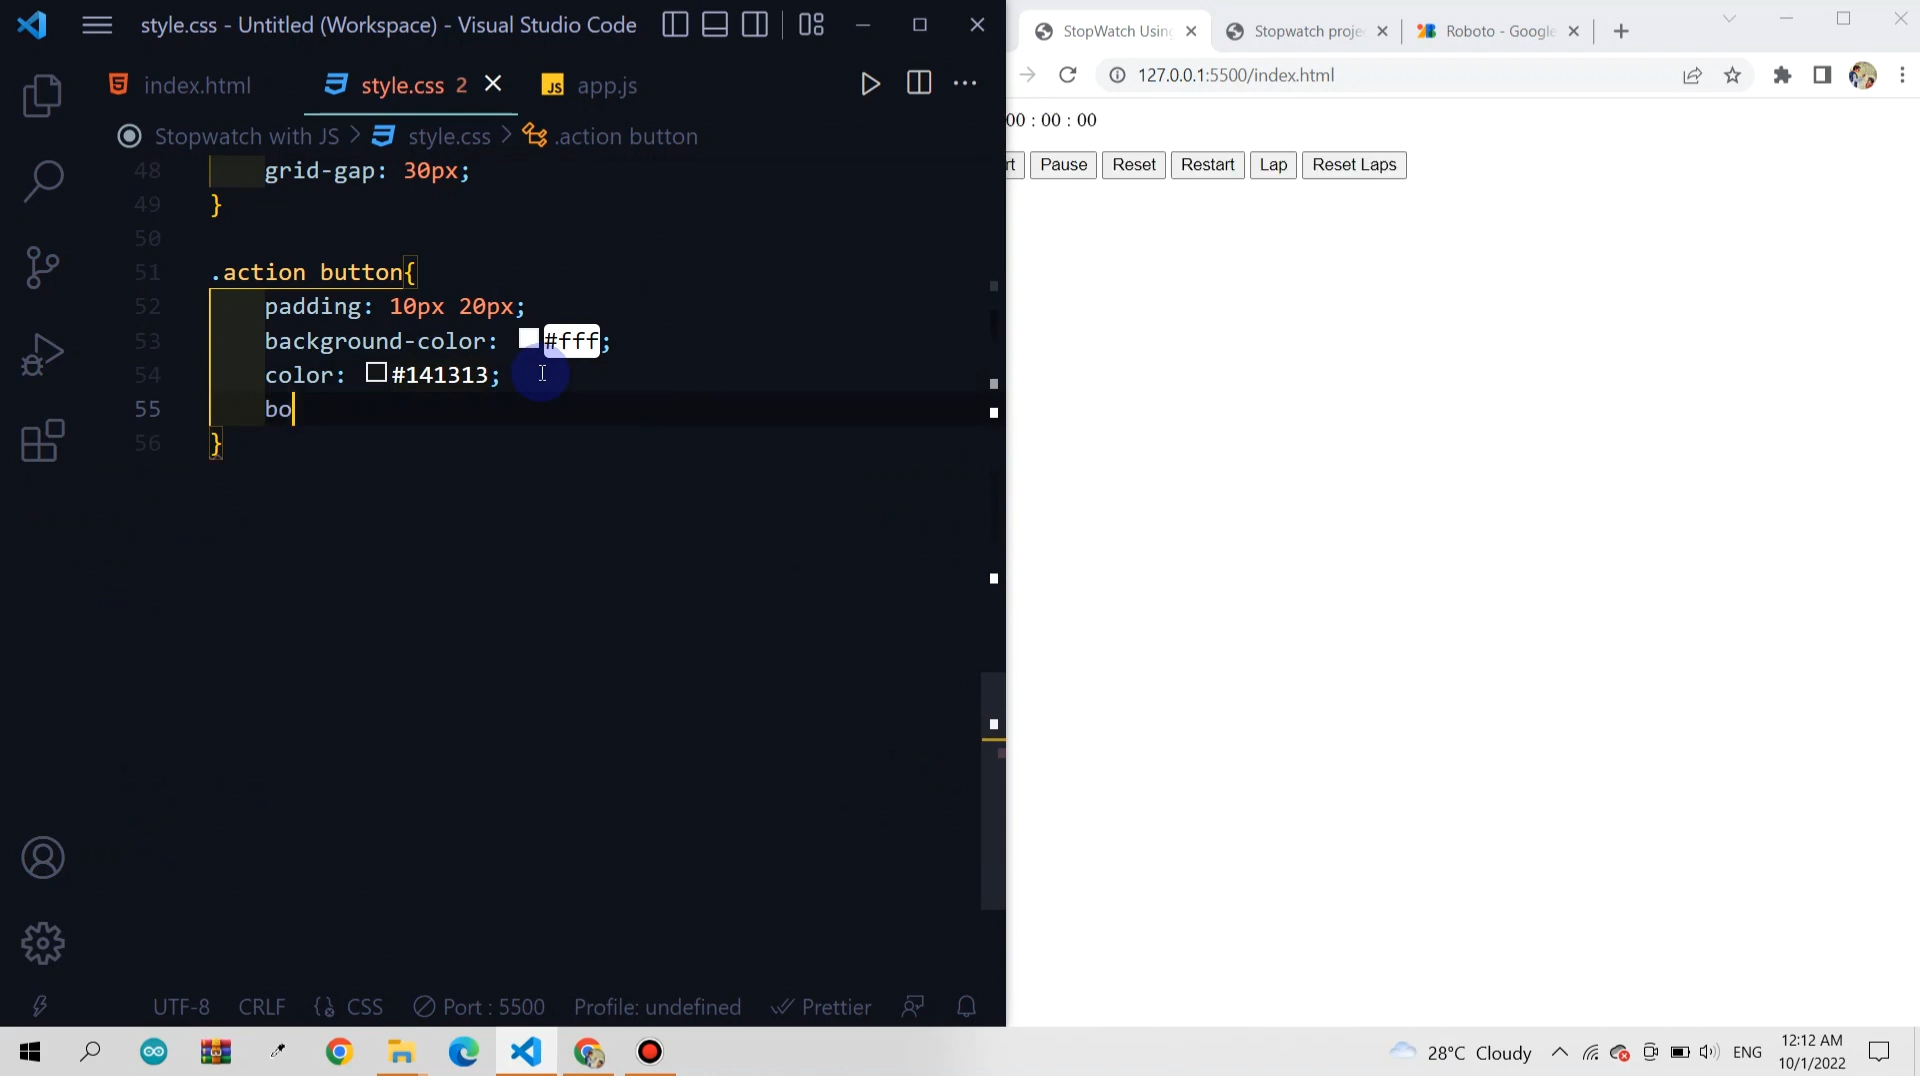 style.css - Untitled (Workspace) - Visual Studio Code
index.html
style.css 2
JS app.js
Stopwatch with JS > style.css > .action button
48 grid-gap: 30px;
49 }
50
51 .action button{
52 padding: 10px 20px;
53 background-color: #fff;
54 color: #141313;
55 bo
56 }
UTF-8 CRLF {} CSS Port : 5500 Profile: undefined Prettier
StopWatch Usin
Stopwatch proje
Roboto - Google
127.0.0.1:5500/index.html
00 : 00 : 00
rt Pause Reset Restart Lap Reset Laps
28°C Cloudy
ENG
12:12 AM
10/1/2022